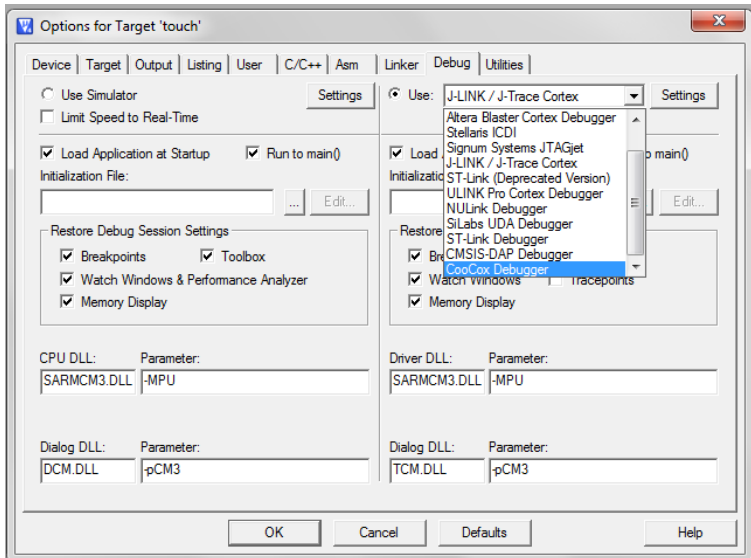 Options for Target 'touch'
Device Target Output Listing User C/C++ Asm Linker Debug Utilities
Use Simulator Settings
Limit Speed to Real-Time
Use: J-LINK / J-Trace Cortex Settings
Altera Blaster Cortex Debugger
Stellaris ICDI
Signum Systems JTAGjet
J-LINK / J-Trace Cortex
ST-Link (Deprecated Version)
ULINK Pro Cortex Debugger
NULink Debugger
SiLabs UDA Debugger
ST-Link Debugger
CMSIS-DAP Debugger
CooCox Debugger
Load Application at Startup Run to main()
Initialization File:
... Edit...
Restore Debug Session Settings
Breakpoints Toolbox
Watch Windows & Performance Analyzer
Memory Display
Load o main()
Initializatio
Edit...
Restore
Bre
Watch Windows Tracepoints
Memory Display
CPU DLL: Parameter:
SARMCM3.DLL -MPU
Driver DLL: Parameter:
SARMCM3.DLL -MPU
Dialog DLL: Parameter:
DCM.DLL -pCM3
Dialog DLL: Parameter:
TCM.DLL -pCM3
OK Cancel Defaults Help